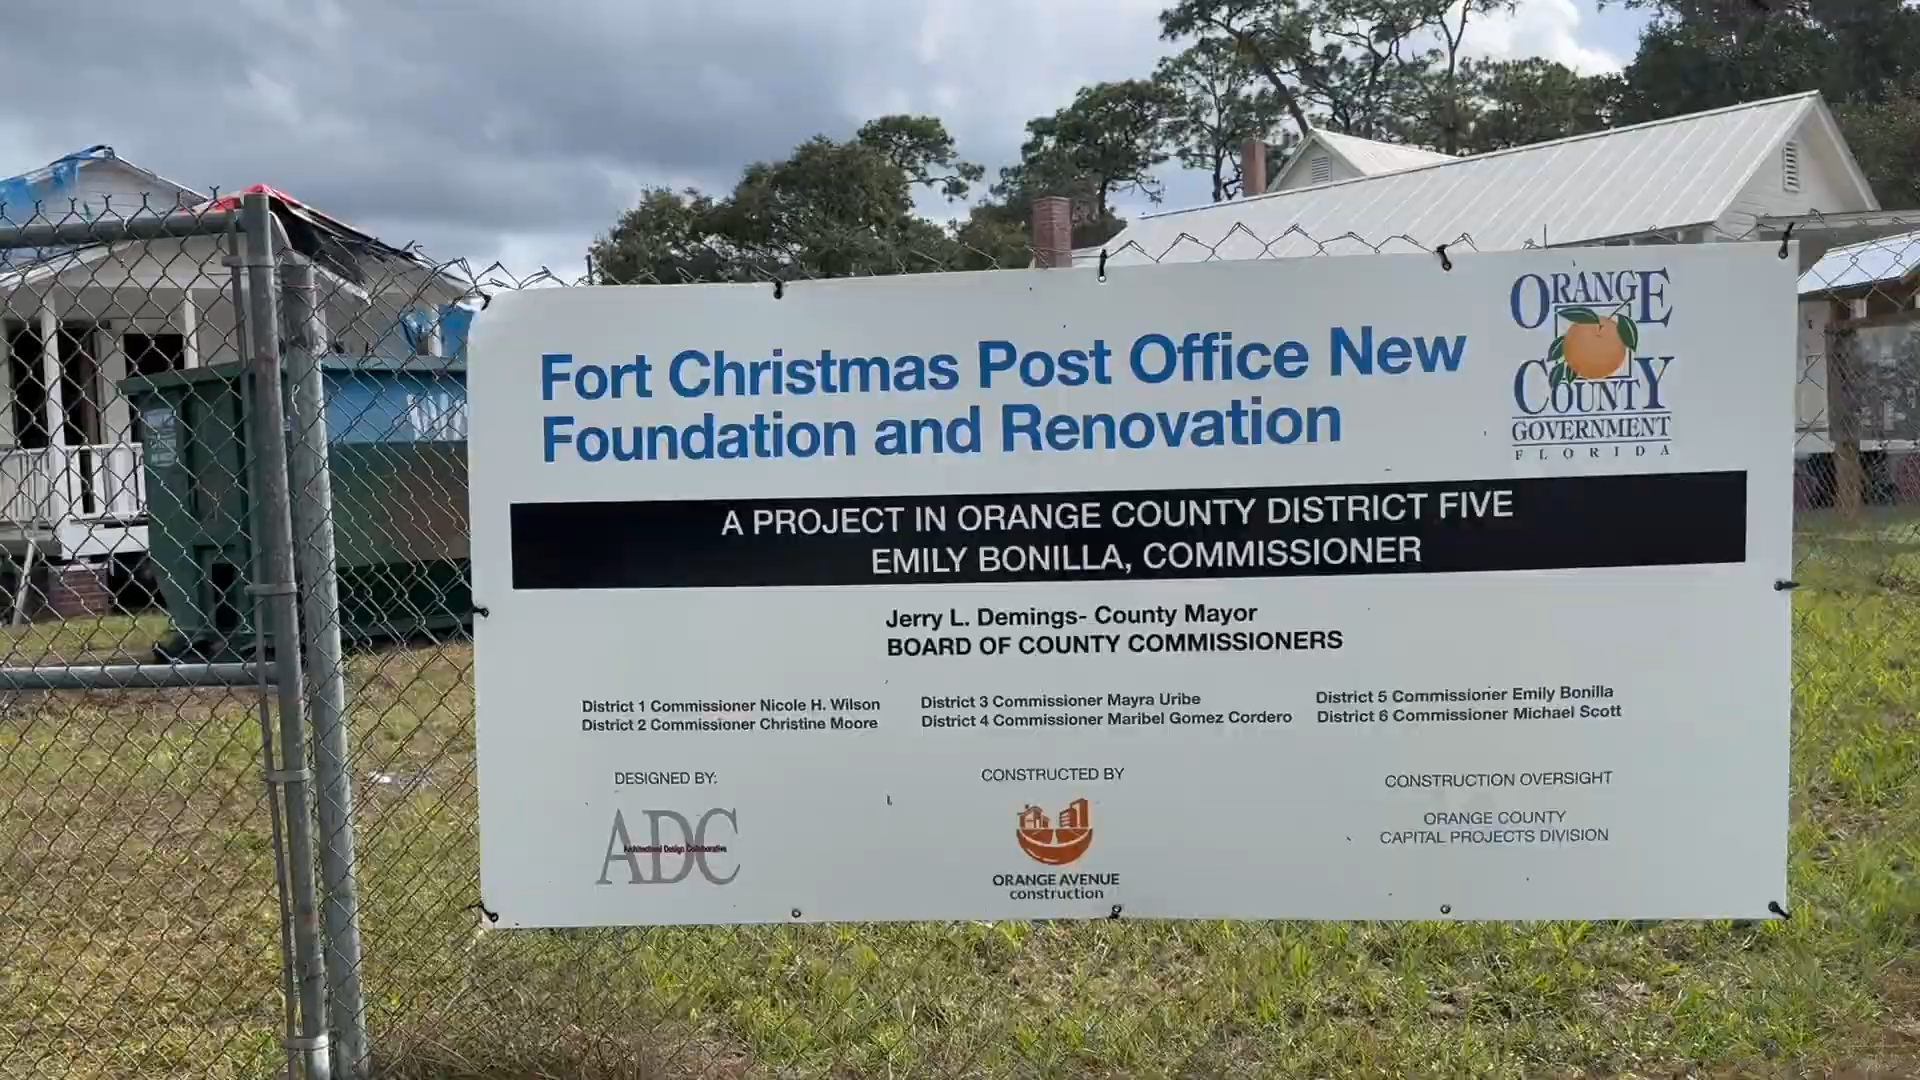 Fort Christmas Post Office New
Foundation and Renovation
ORANGE
COUNTY
GOVERNMENT
FLORIDA
A PROJECT IN ORANGE COUNTY DISTRICT FIVE
EMILY BONILLA, COMMISSIONER
Jerry L. Demings- County Mayor
BOARD OF COUNTY COMMISSIONERS
District 1 Commissioner Nicole H. Wilson
District 2 Commissioner Christine Moore
District 3 Commissioner Mayra Uribe
District 4 Commissioner Maribel Gomez Cordero
District 5 Commissioner Emily Bonilla
District 6 Commissioner Michael Scott
DESIGNED BY:
ADC
Architectural Design Collaborative
CONSTRUCTED BY
ORANGE AVENUE
construction
CONSTRUCTION OVERSIGHT
ORANGE COUNTY
CAPITAL PROJECTS DIVISION